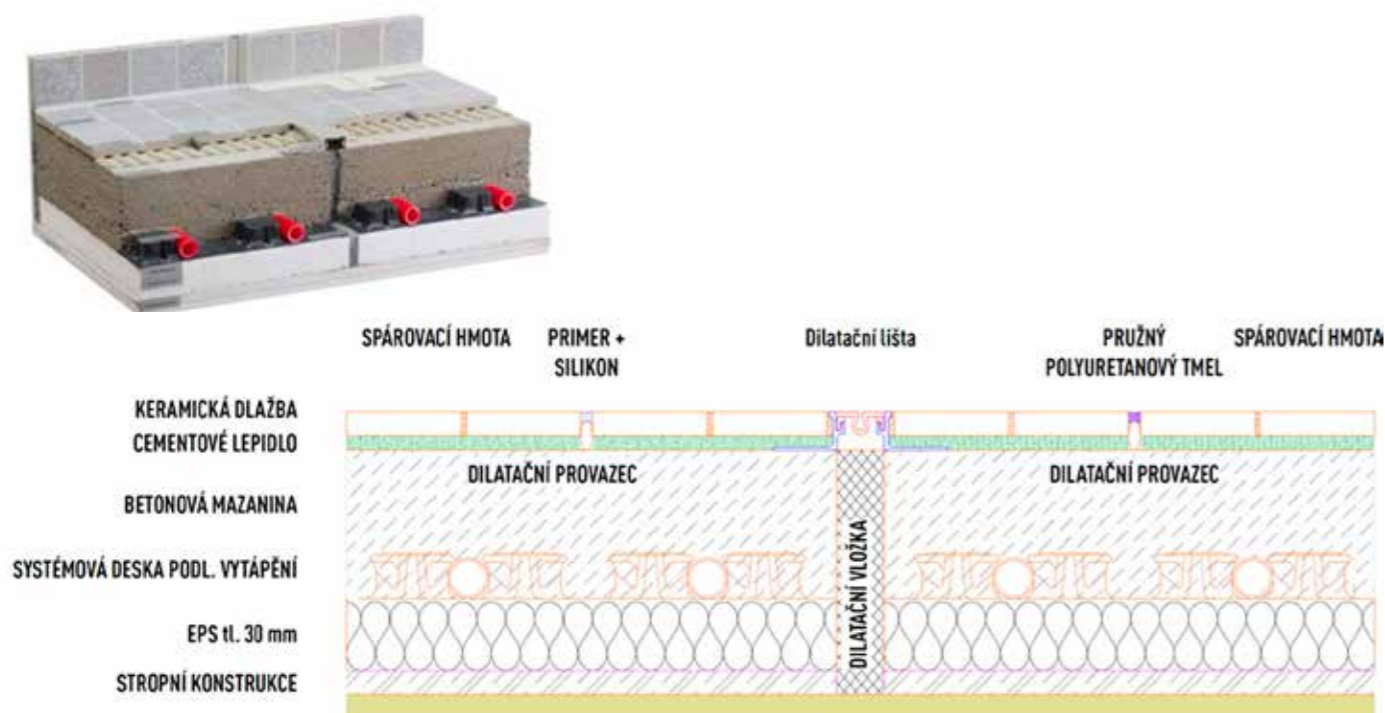 SPÁROVACÍ HMOTA
PRIMER +
SILIKON
Dilatační lišta
PRUŽNÝ
POLYURETANOVÝ TMEL
SPÁROVACÍ HMOTA
KERAMICKÁ DLAŽBA
CEMENTOVÉ LEPIDLO
DILATAČNÍ PROVAZEC
DILATAČNÍ PROVAZEC
BETONOVÁ MAZANINA
SYSTÉMOVÁ DESKA PODL. VYTÁPĚNÍ
DILATAČNÍ VLOŽKA
EPS tl. 30 mm
STROPNÍ KONSTRUKCE